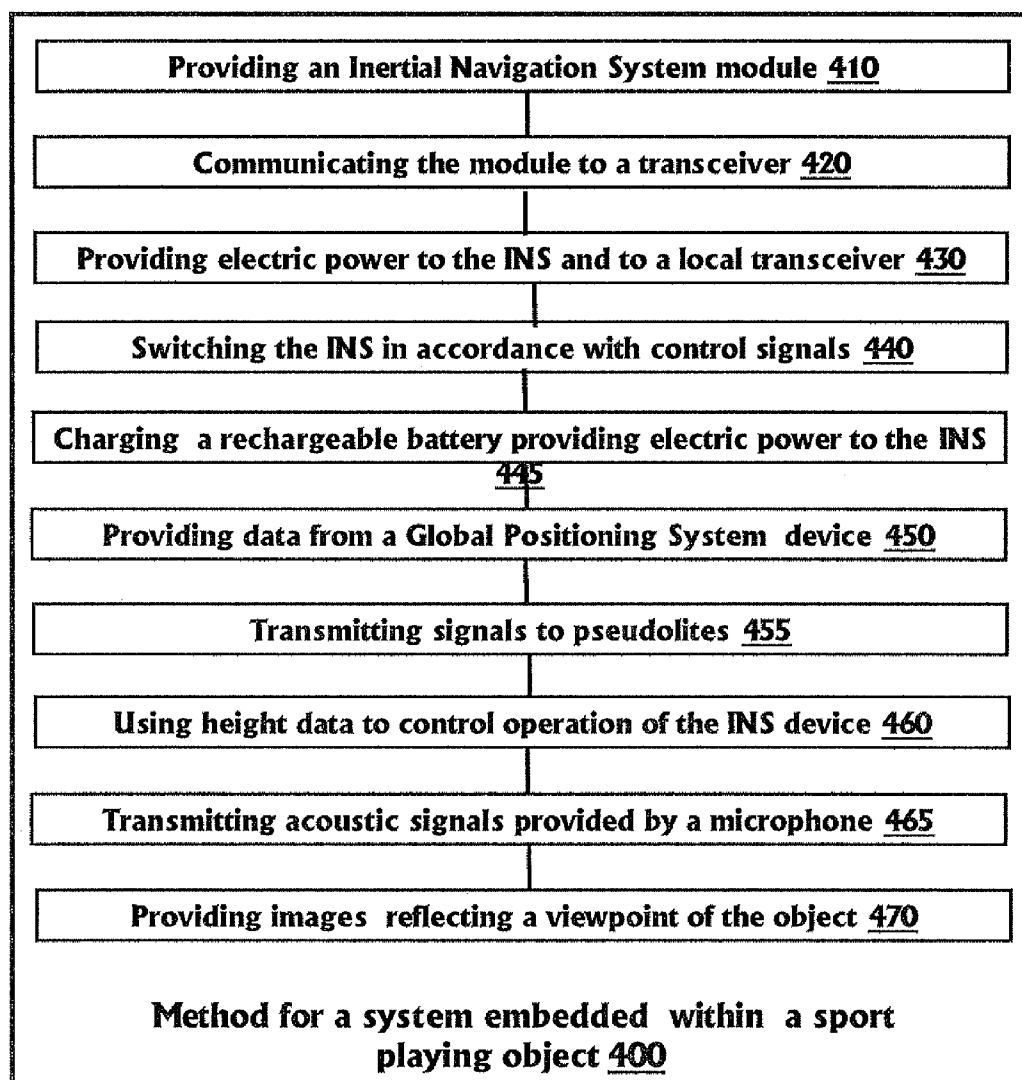 Providing an Inertial Navigation System module 410
Communicating the module to a transceiver 420
Providing electric power to the INS and to a local transceiver 430
Switching the INS in accordance with control signals 440
Charging a rechargeable battery providing electric power to the INS
445
Providing data from a Global Positioning System device 450
Transmitting signals to pseudolites 455
Using height data to control operation of the INS device 460
Transmitting acoustic signals provided by a microphone 465
Providing images reflecting a viewpoint of the object 470
Method for a system embedded within a sport
playing object 400